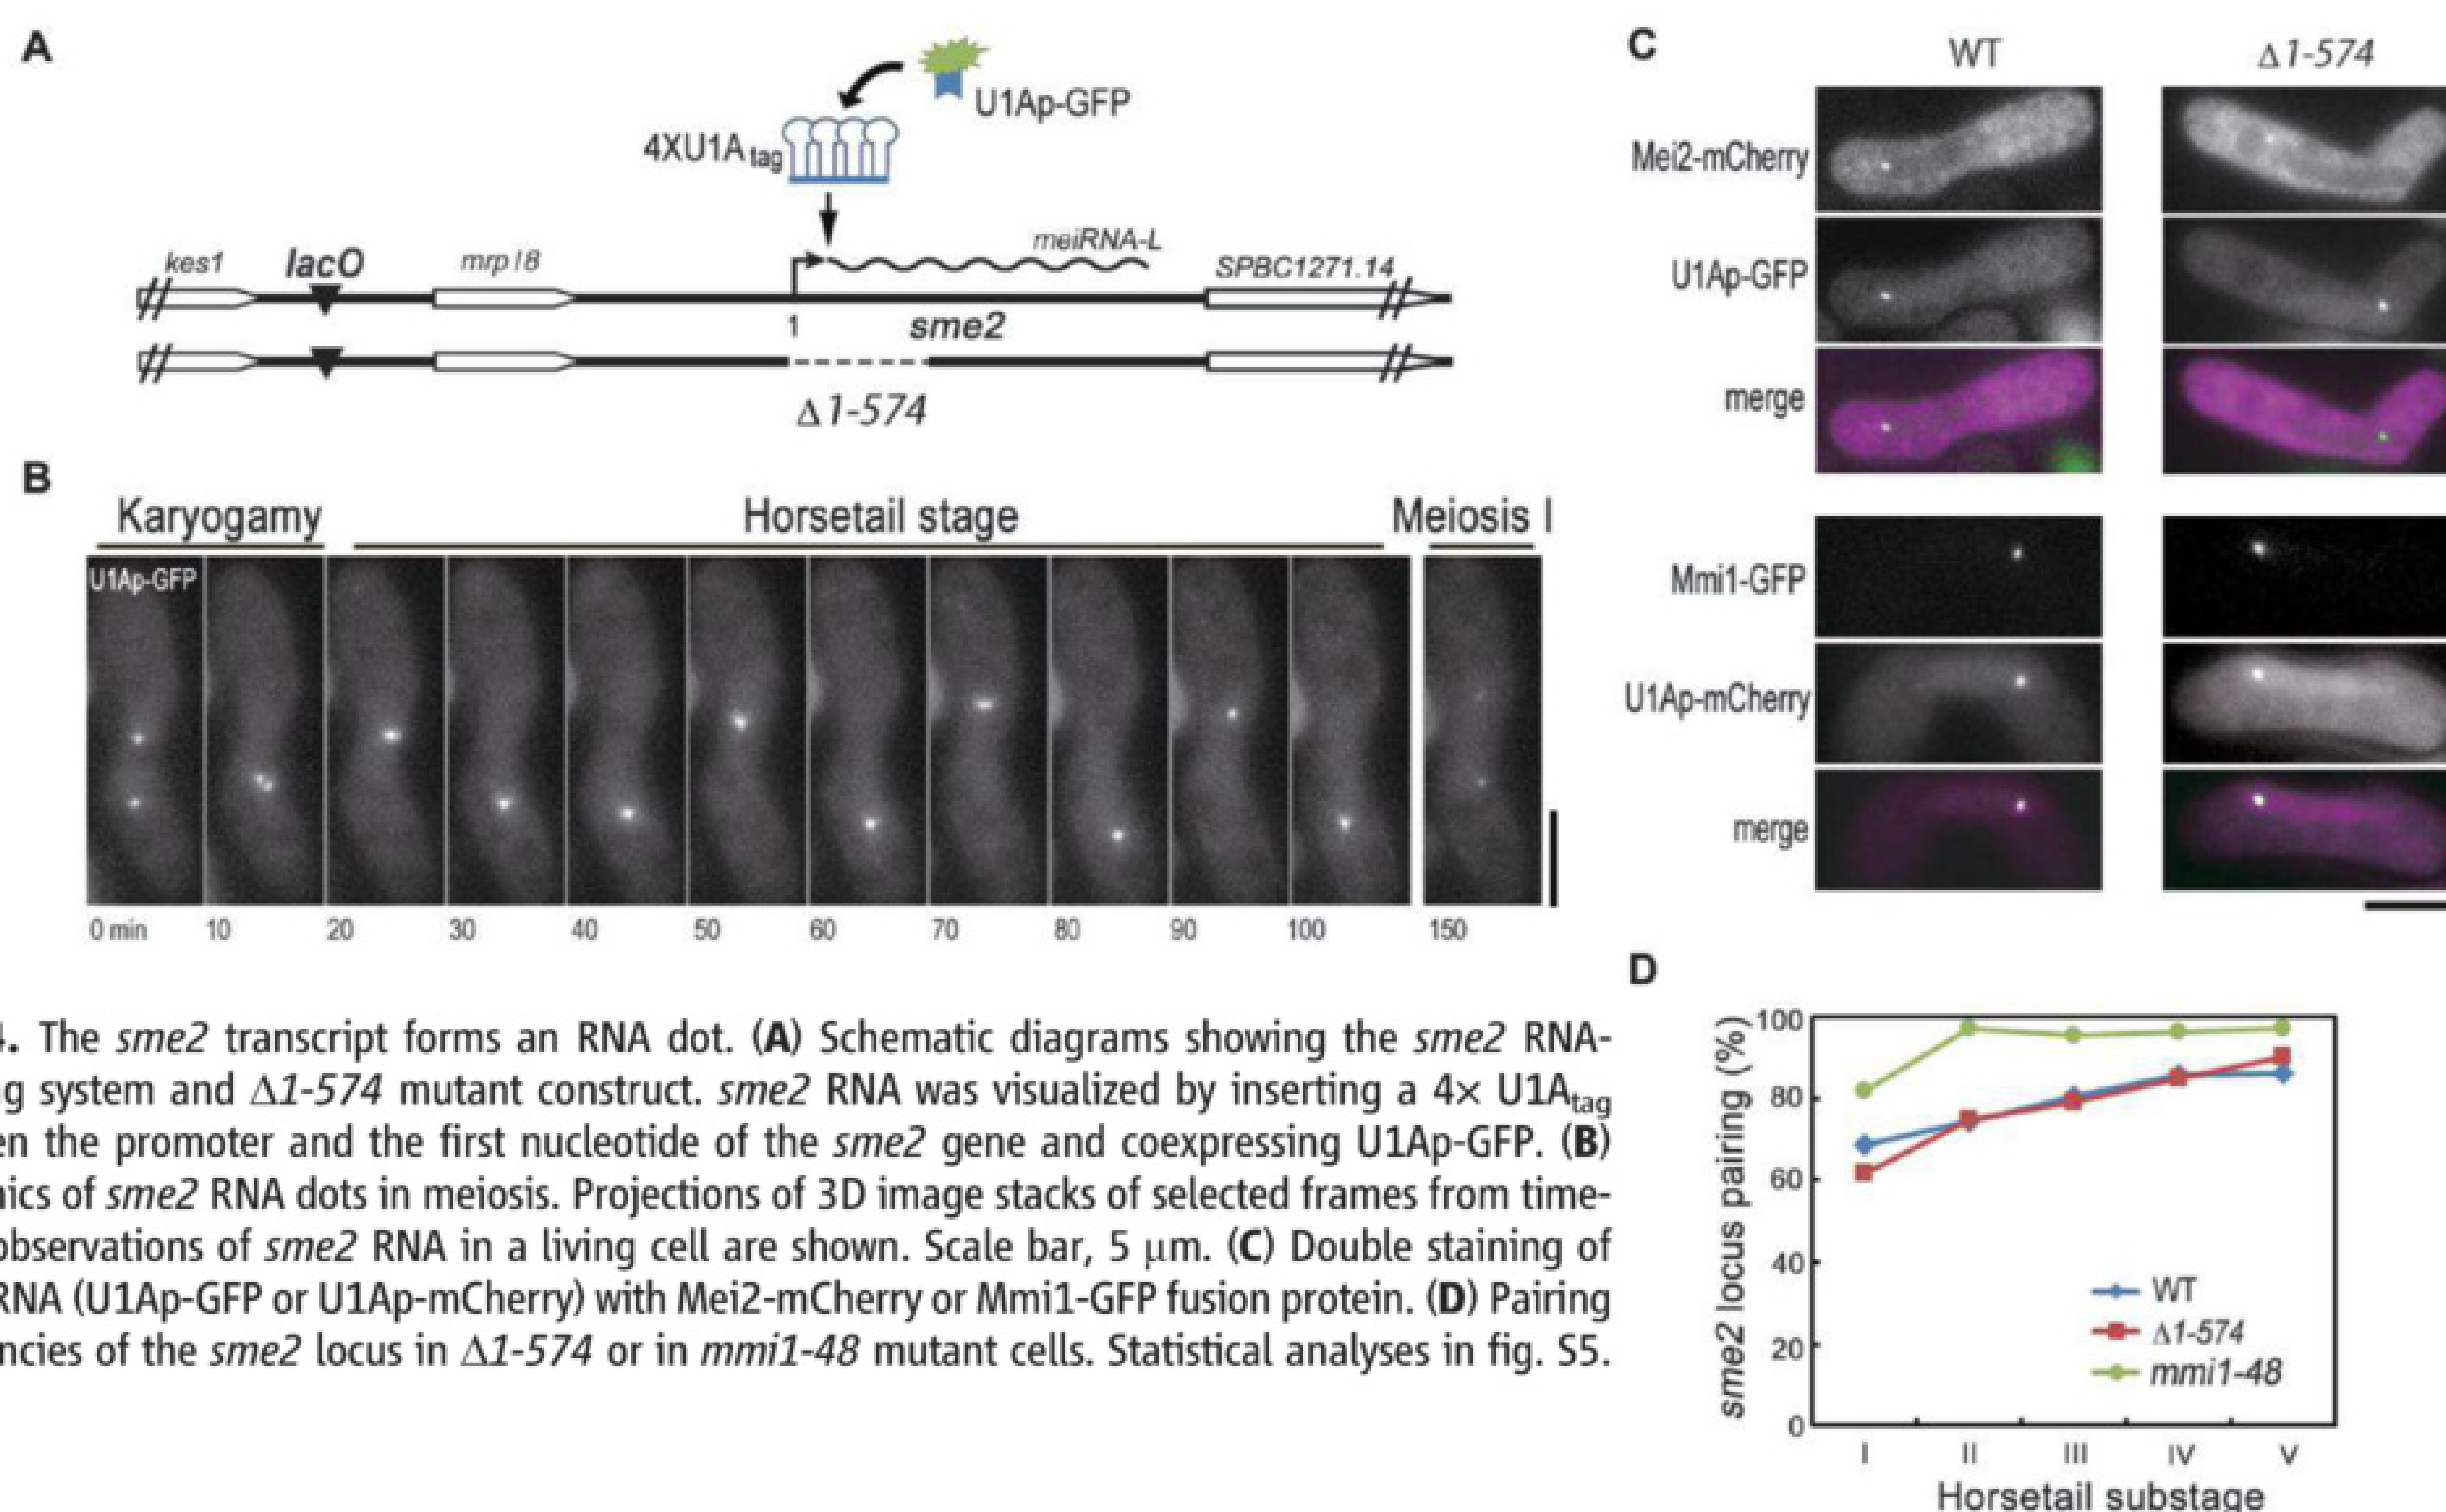 A
U1Ap-GFP
4XU1A tag
kes1
lacO
mrpl8
meiRNA-L
SPBC1271.14
1
sme2
Δ1-574
B
Karyogamy
Horsetail stage
Meiosis I
U1Ap-GFP
0 min
10
20
30
40
50
60
70
80
90
100
150
C
WT
Δ1-574
Mei2-mCherry
U1Ap-GFP
merge
Mmi1-GFP
U1Ap-mCherry
merge
4. The sme2 transcript forms an RNA dot. (A) Schematic diagrams showing the sme2 RNA-
g system and Δ1-574 mutant construct. sme2 RNA was visualized by inserting a 4× U1Atag
en the promoter and the first nucleotide of the sme2 gene and coexpressing U1Ap-GFP. (B)
ics of sme2 RNA dots in meiosis. Projections of 3D image stacks of selected frames from time-
observations of sme2 RNA in a living cell are shown. Scale bar, 5 μm. (C) Double staining of
RNA (U1Ap-GFP or U1Ap-mCherry) with Mei2-mCherry or Mmi1-GFP fusion protein. (D) Pairing
ncies of the sme2 locus in Δ1-574 or in mmi1-48 mutant cells. Statistical analyses in fig. S5.
D
sme2 locus pairing (%)
100
80
60
40
20
0
WT
Δ1-574
mmi1-48
I
II
III
IV
V
Horsetail substage